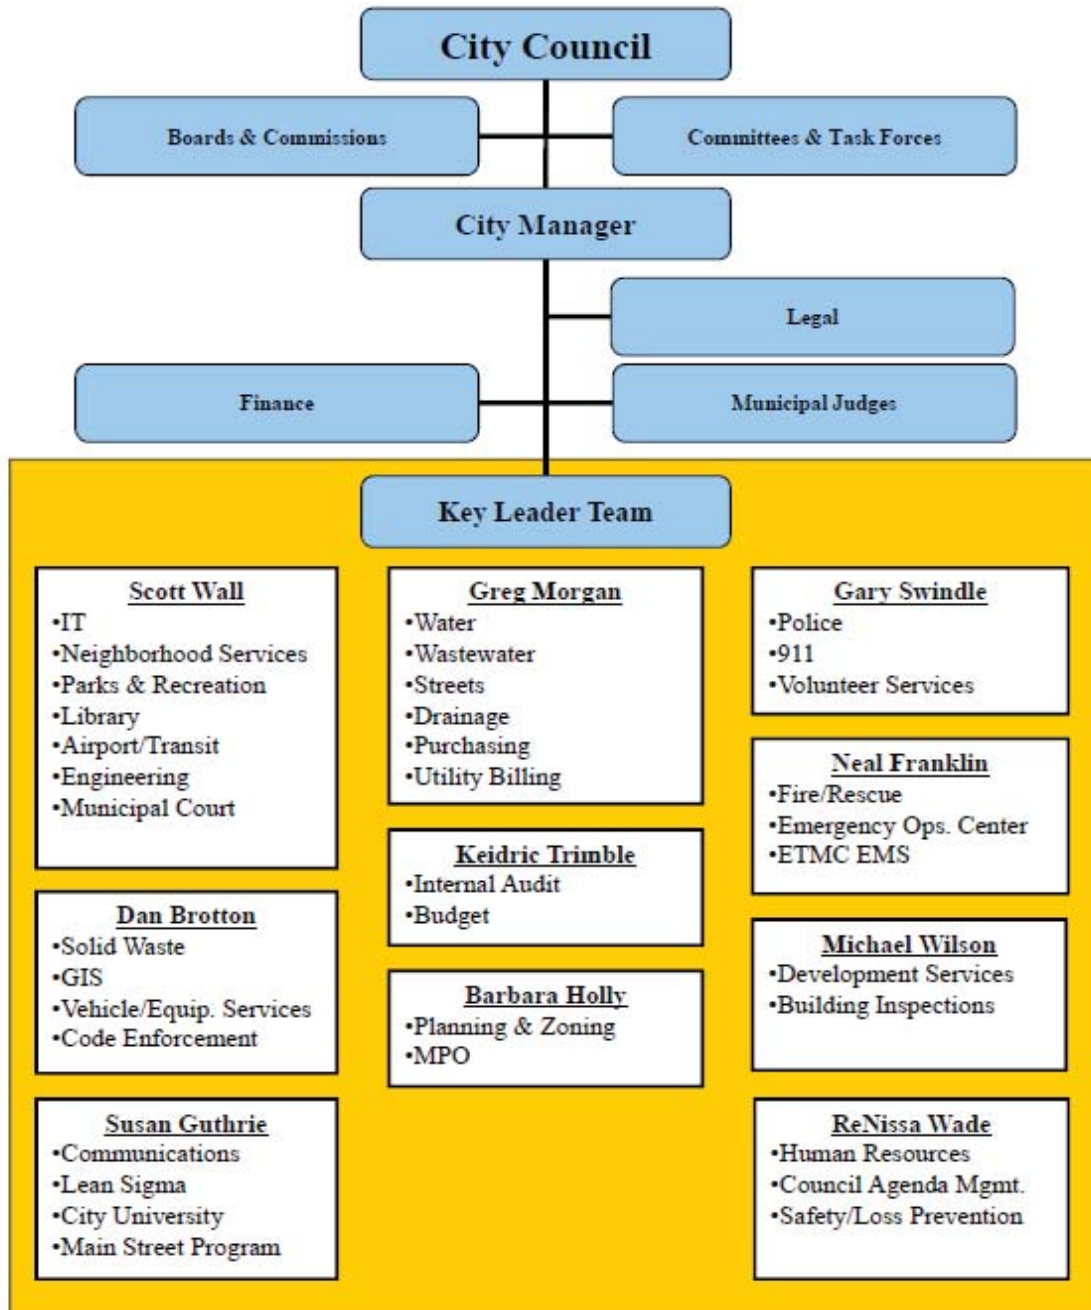 City Council
Boards & Commissions
Committees & Task Forces
City Manager
Legal
Finance
Municipal Judges
Key Leader Team
Scott Wall
•IT
•Neighborhood Services
•Parks & Recreation
•Library
•Airport/Transit
•Engineering
•Municipal Court
Dan Brotton
•Solid Waste
•GIS
•Vehicle/Equip. Services
•Code Enforcement
Susan Guthrie
•Communications
•Lean Sigma
•City University
•Main Street Program
Greg Morgan
•Water
•Wastewater
•Streets
•Drainage
•Purchasing
•Utility Billing
Keidric Trimble
•Internal Audit
•Budget
Barbara Holly
•Planning & Zoning
•MPO
Gary Swindle
•Police
•911
•Volunteer Services
Neal Franklin
•Fire/Rescue
•Emergency Ops. Center
•ETMC EMS
Michael Wilson
•Development Services
•Building Inspections
ReNissa Wade
•Human Resources
•Council Agenda Mgmt.
•Safety/Loss Prevention